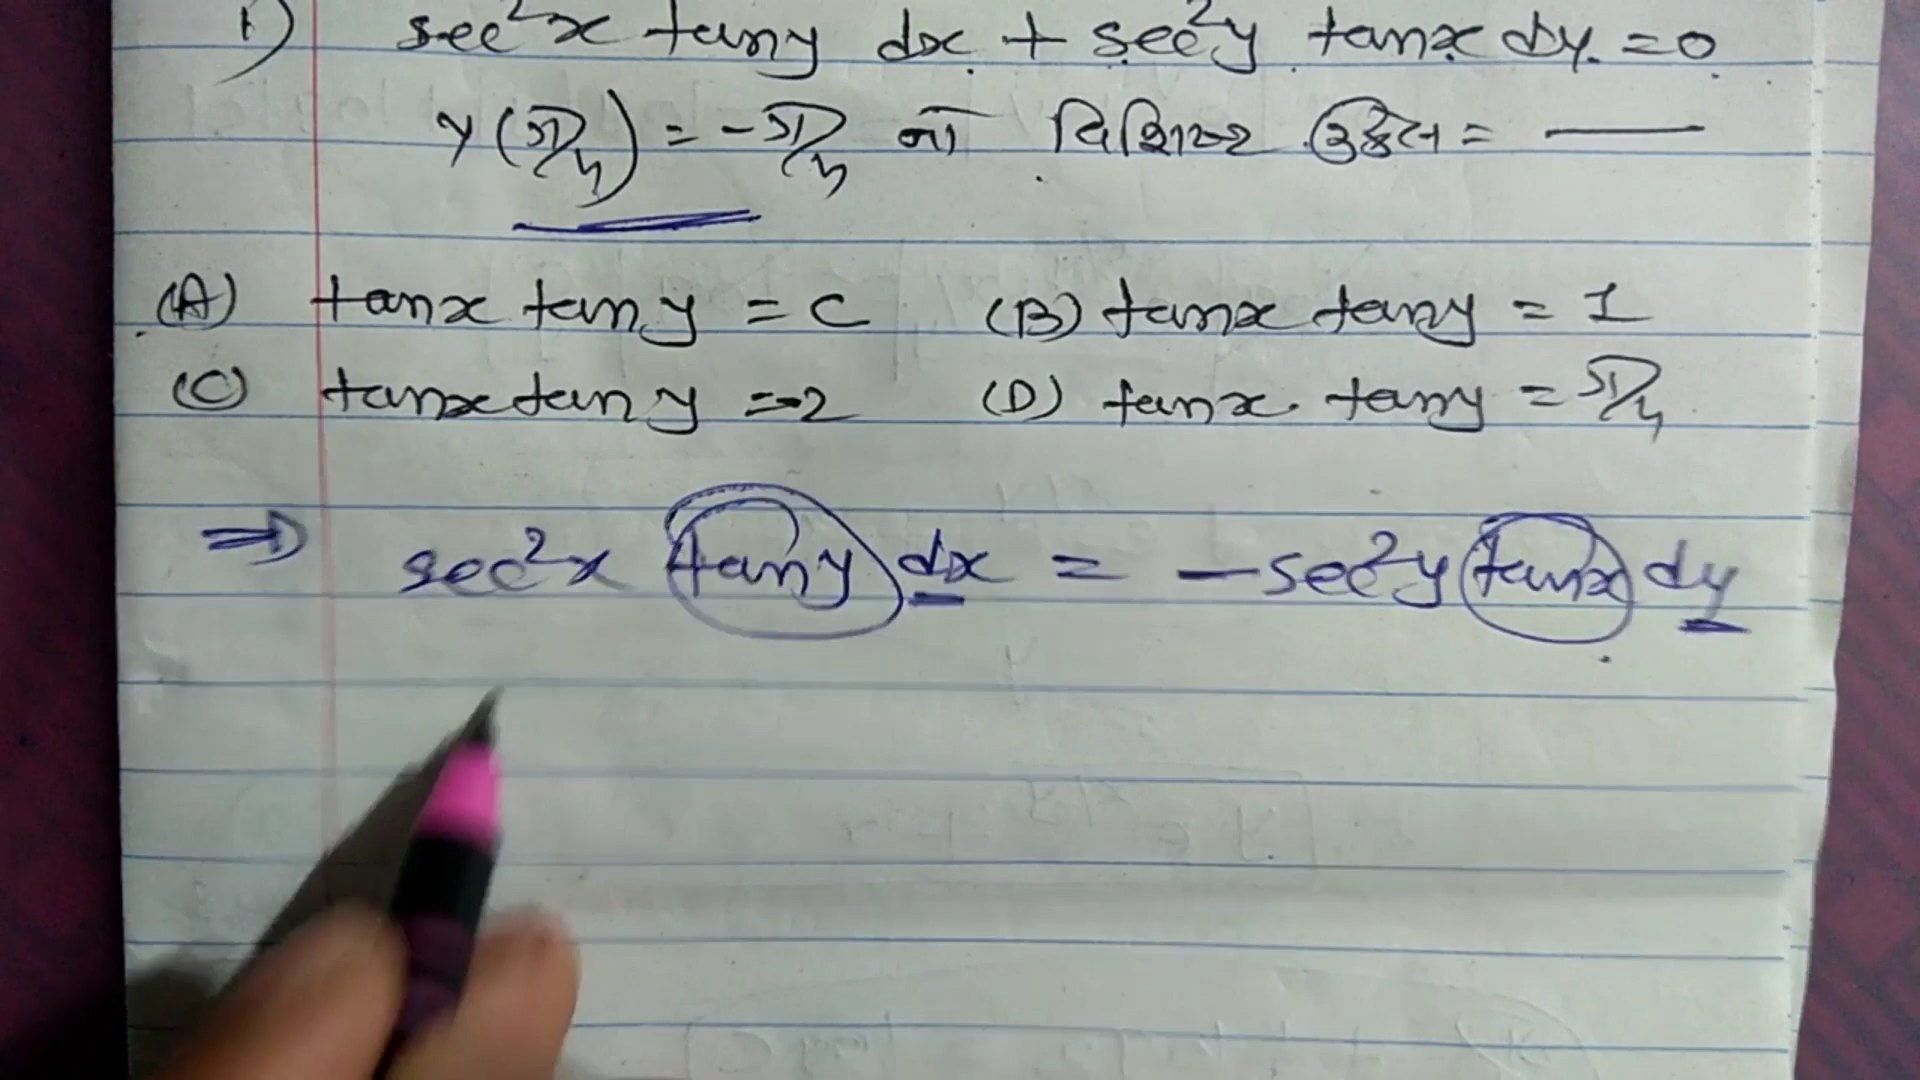 1) sec²x tany dx + sec²y tanx dy = 0
y(π/4) = -π/4 નો વિશિષ્ટ ઉકેલ = ——
(A) tanx tany = c (B) tanx tany = 1
(C) tanx tany = -2 (D) tanx. tany = π/4
⇒ sec²x tany dx = -sec²y tanx dy